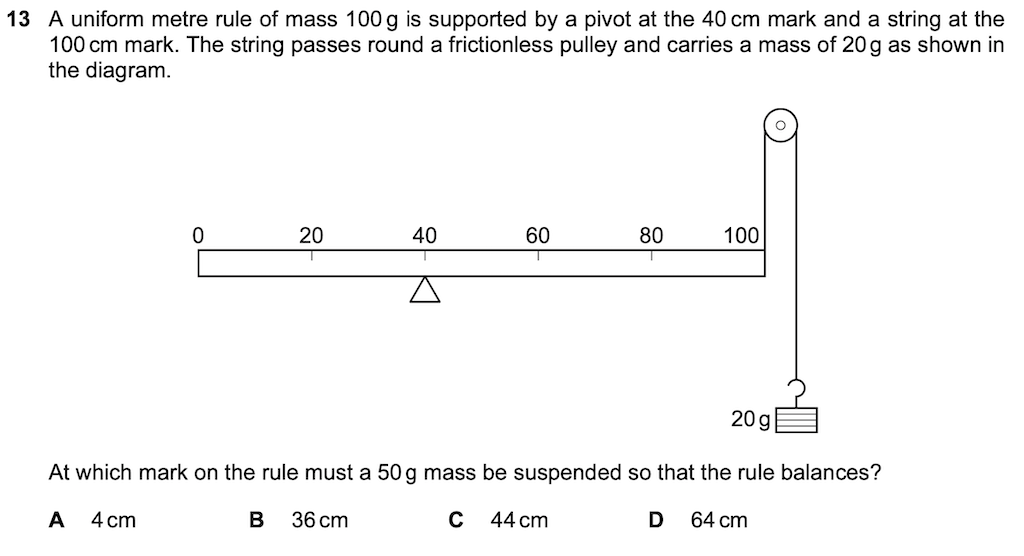 13 A uniform metre rule of mass 100 g is supported by a pivot at the 40 cm mark and a string at the
100 cm mark. The string passes round a frictionless pulley and carries a mass of 20 g as shown in
the diagram.
0 20 40 60 80 100
20 g
At which mark on the rule must a 50 g mass be suspended so that the rule balances?
A 4 cm B 36 cm C 44 cm D 64 cm